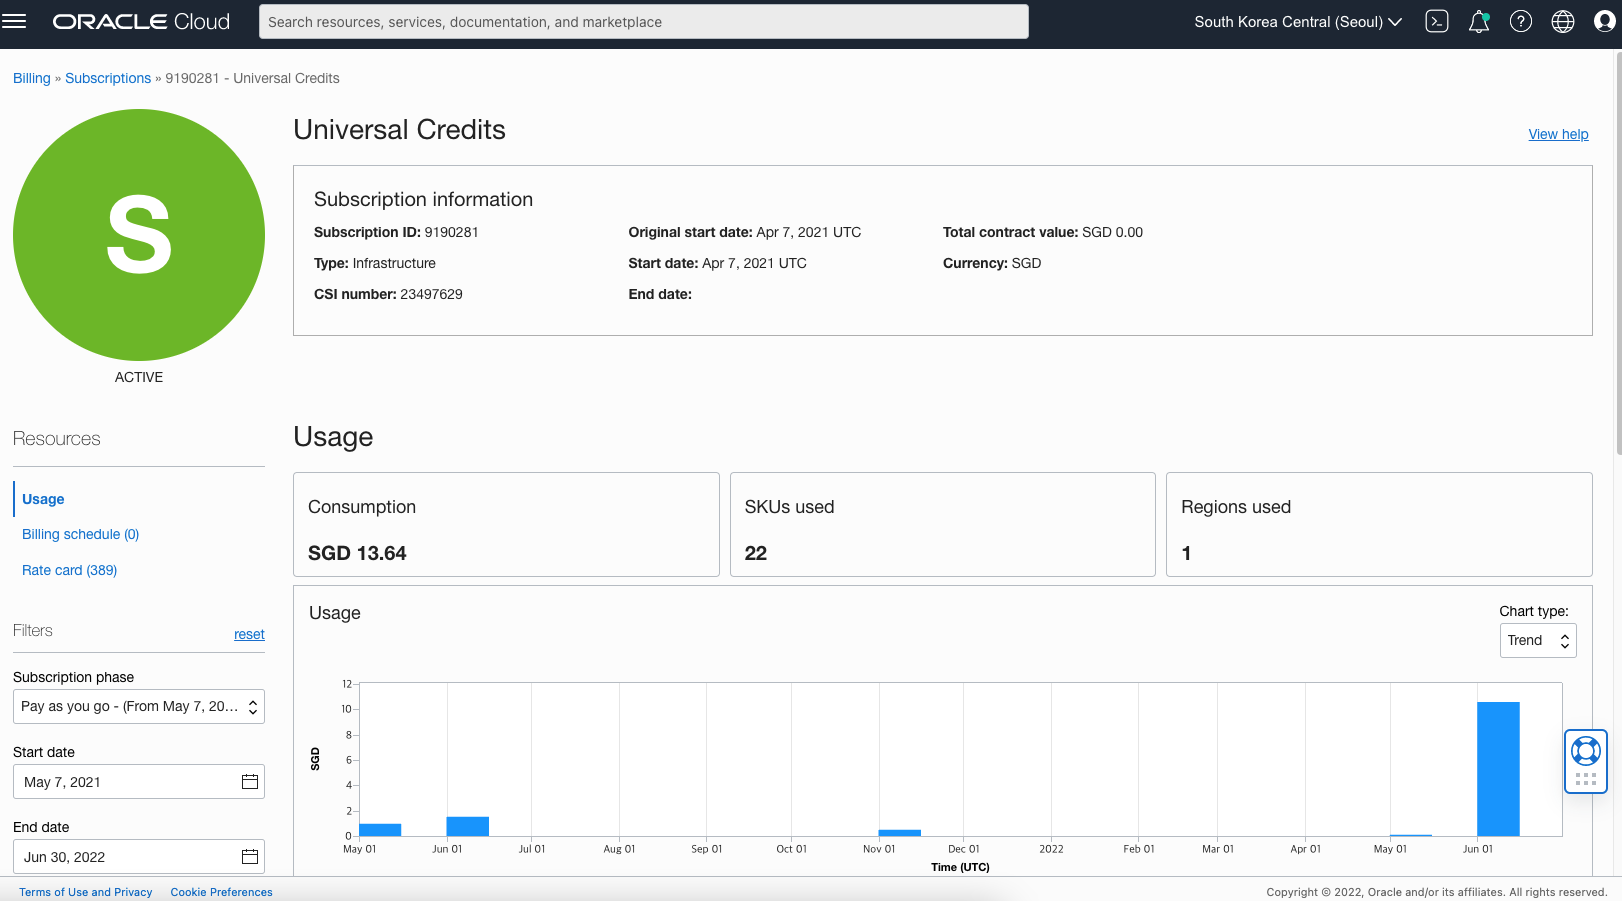 ORACLE Cloud
Search resources, services, documentation, and marketplace
South Korea Central (Seoul)
Billing » Subscriptions » 9190281 - Universal Credits
S
ACTIVE
Universal Credits
View help
Subscription information
Subscription ID: 9190281
Original start date: Apr 7, 2021 UTC
Total contract value: SGD 0.00
Type: Infrastructure
Start date: Apr 7, 2021 UTC
Currency: SGD
CSI number: 23497629
End date:
Resources
Usage
Billing schedule (0)
Rate card (389)
Filters
reset
Subscription phase
Pay as you go - (From May 7, 20...
Start date
May 7, 2021
End date
Jun 30, 2022
Usage
Consumption
SGD 13.64
SKUs used
22
Regions used
1
Usage
Chart type:
Trend
12
10
8
6
4
2
0
SGD
May 01
Jun 01
Jul 01
Aug 01
Sep 01
Oct 01
Nov 01
Dec 01
2022
Feb 01
Mar 01
Apr 01
May 01
Jun 01
Time (UTC)
Terms of Use and Privacy
Cookie Preferences
Copyright © 2022, Oracle and/or its affiliates. All rights reserved.